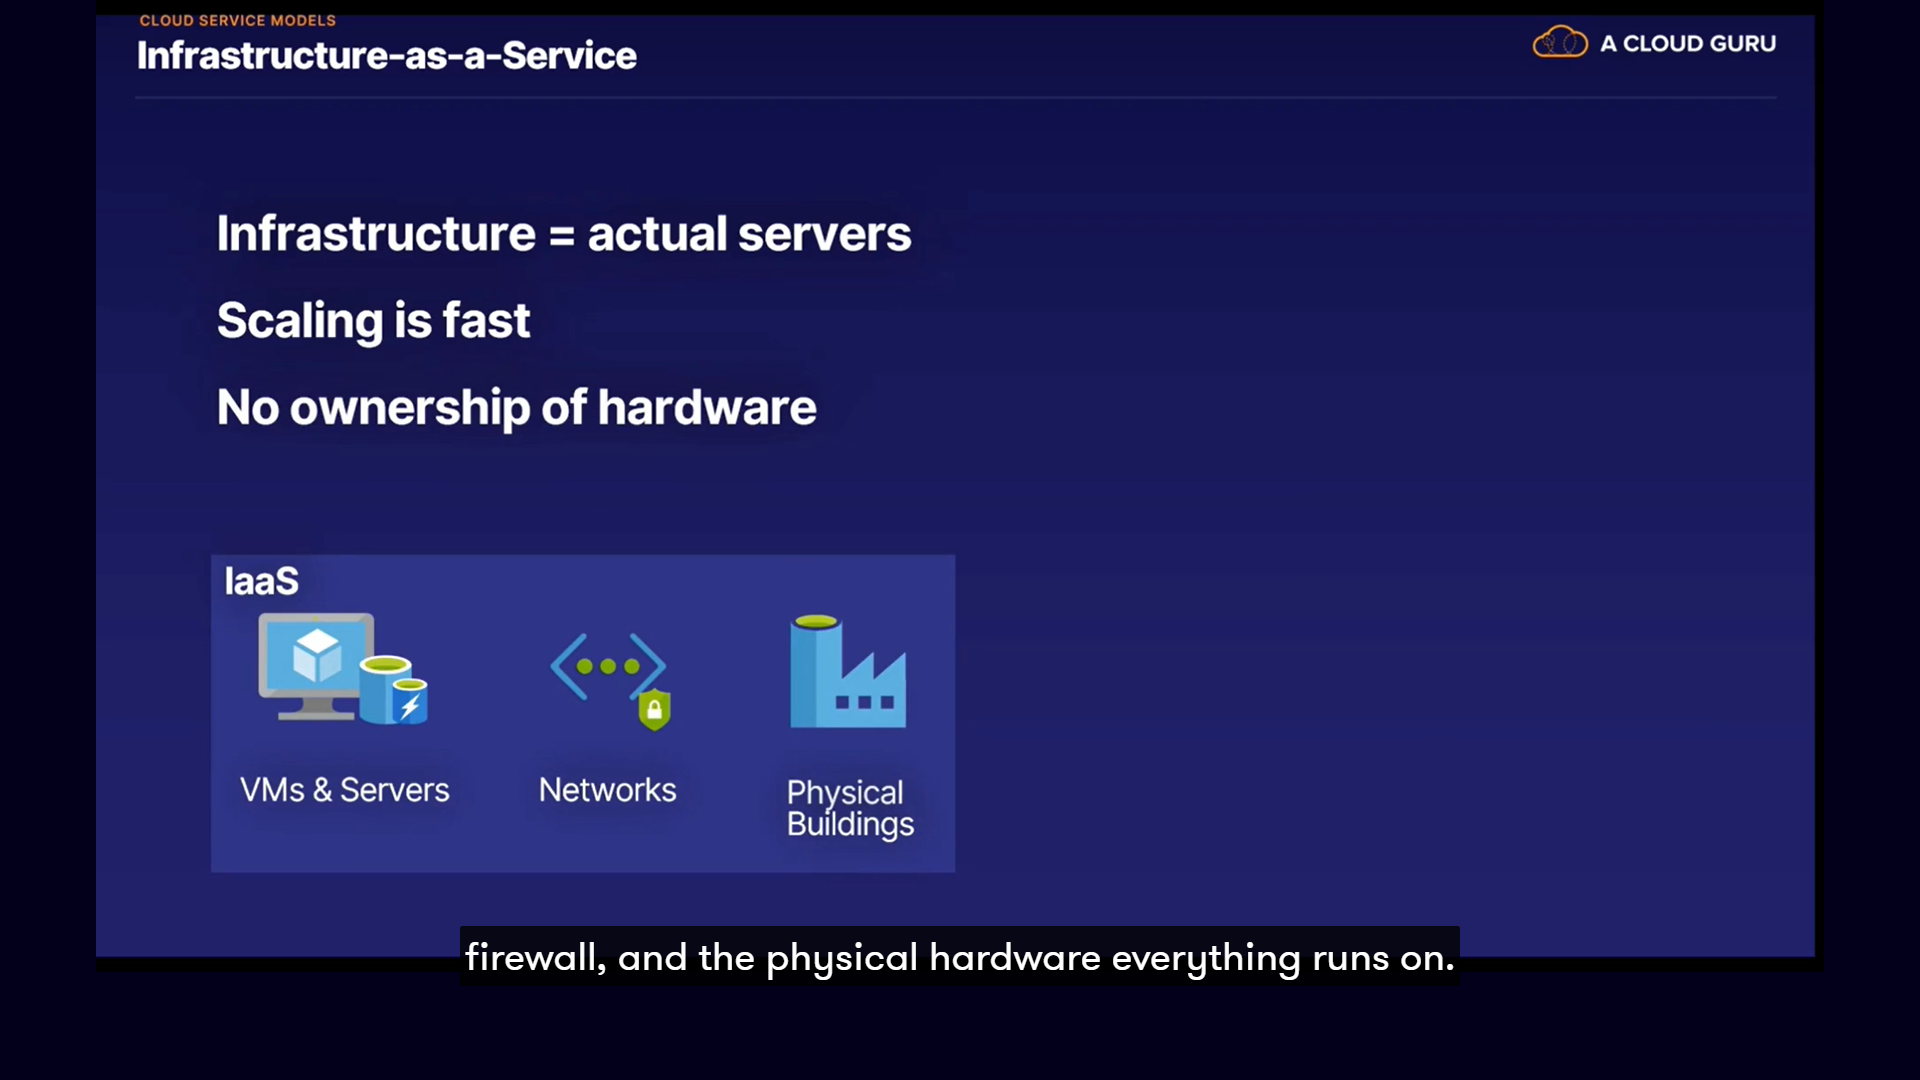 CLOUD SERVICE MODELS
Infrastructure-as-a-Service
A CLOUD GURU
Infrastructure = actual servers
Scaling is fast
No ownership of hardware
IaaS
VMs & Servers
Networks
Physical
Buildings
firewall, and the physical hardware everything runs on.